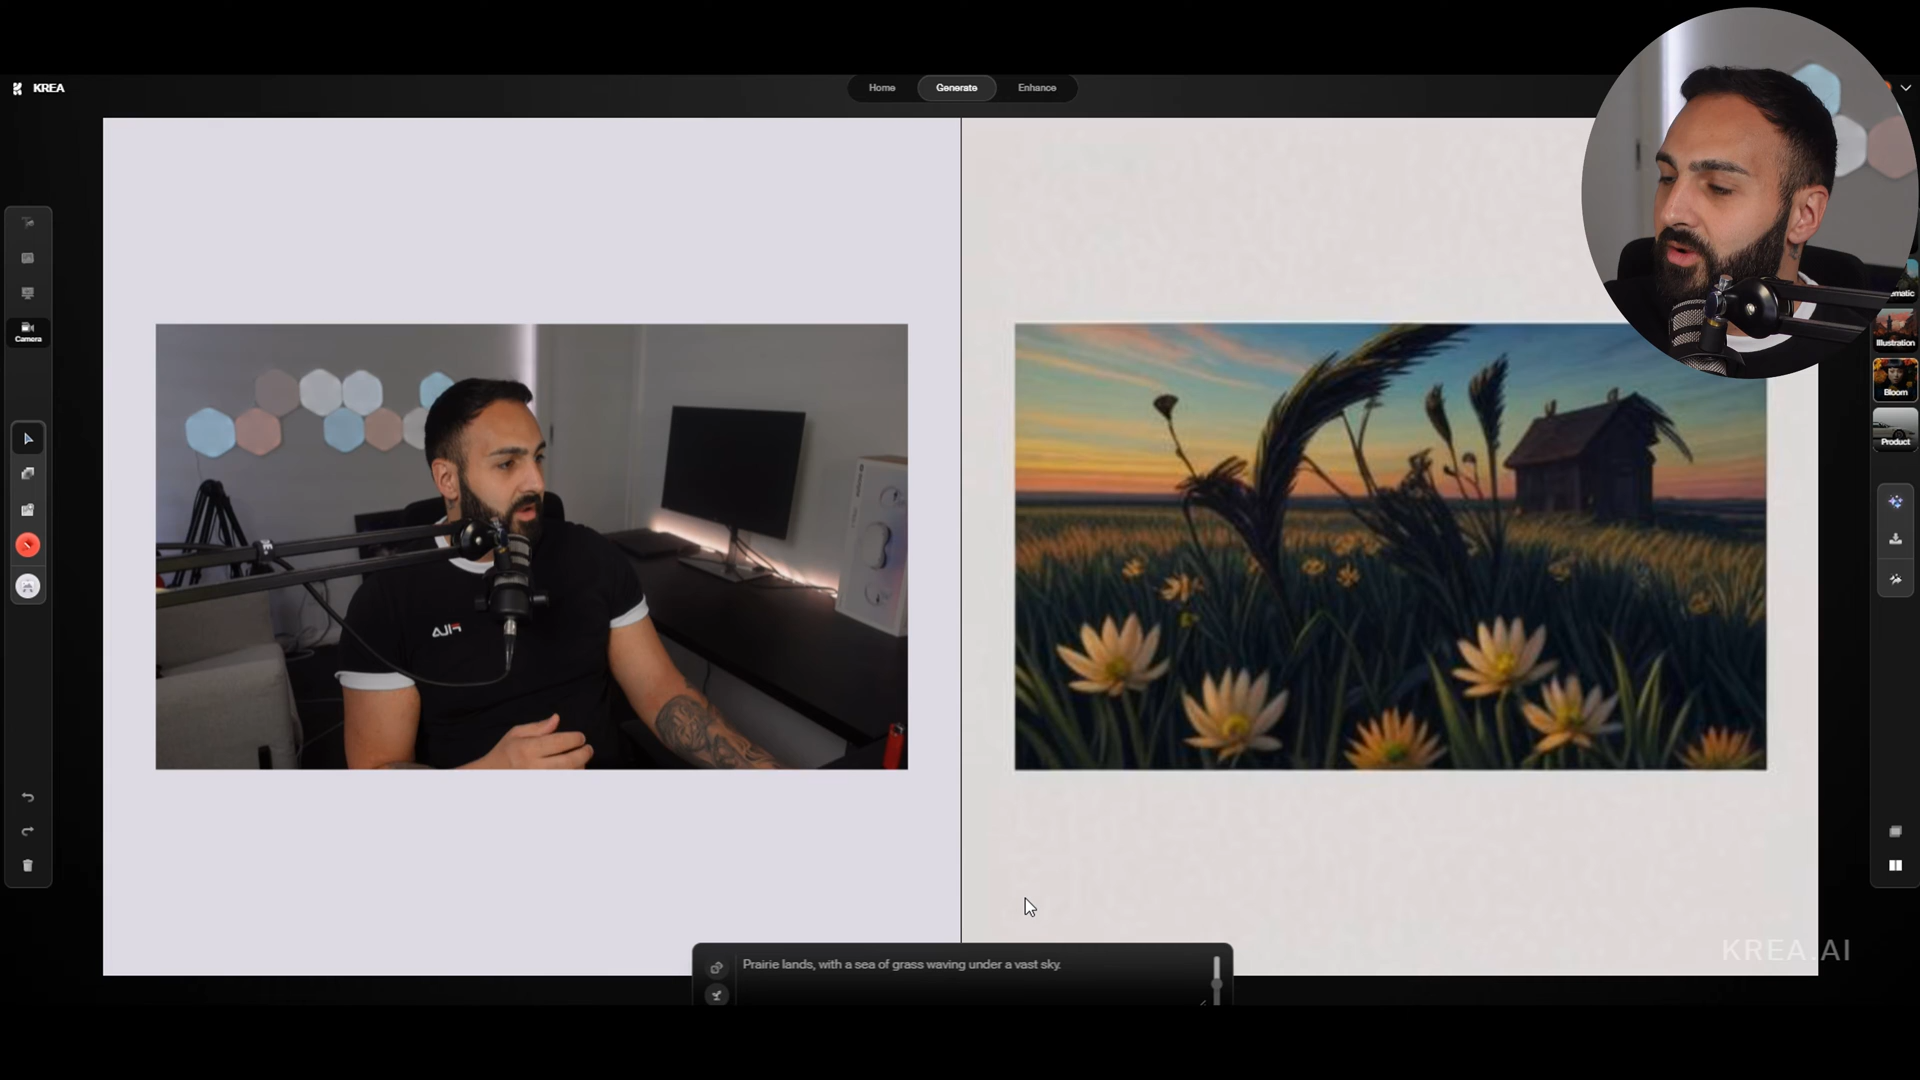 KREA
Home
Generate
Enhance
Camera
Illustration
Bloom
Product
Prairie lands, with a sea of grass waving under a vast sky.
KREA.AI